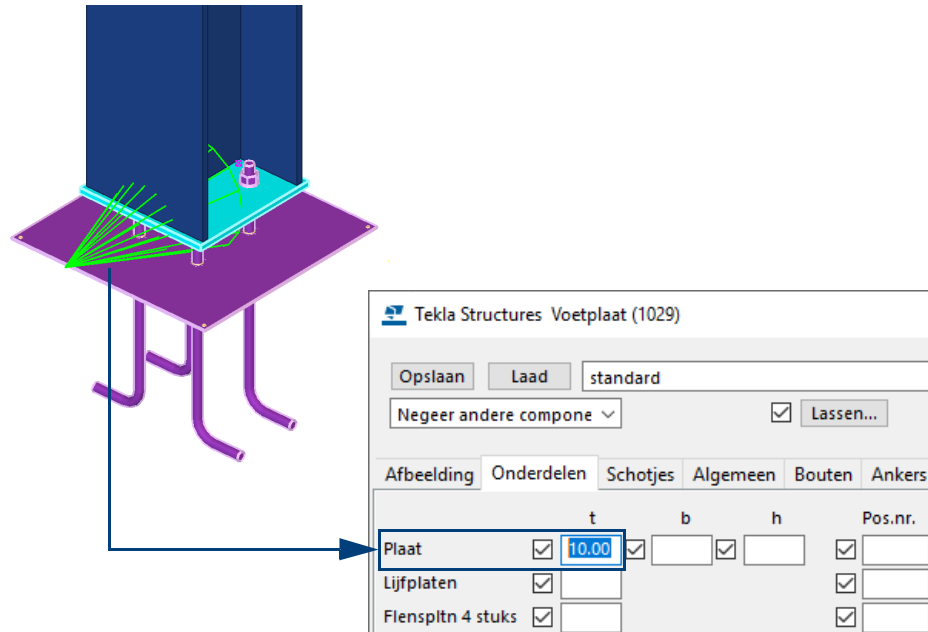 Tekla Structures Voetplaat (1029)
Opslaan Laad standard
Negeer andere compone Lassen...
Afbeelding Onderdelen Schotjes Algemeen Bouten Ankers
t b h Pos.nr.
Plaat 10.00
Lijfplaten
Flenspltn 4 stuks